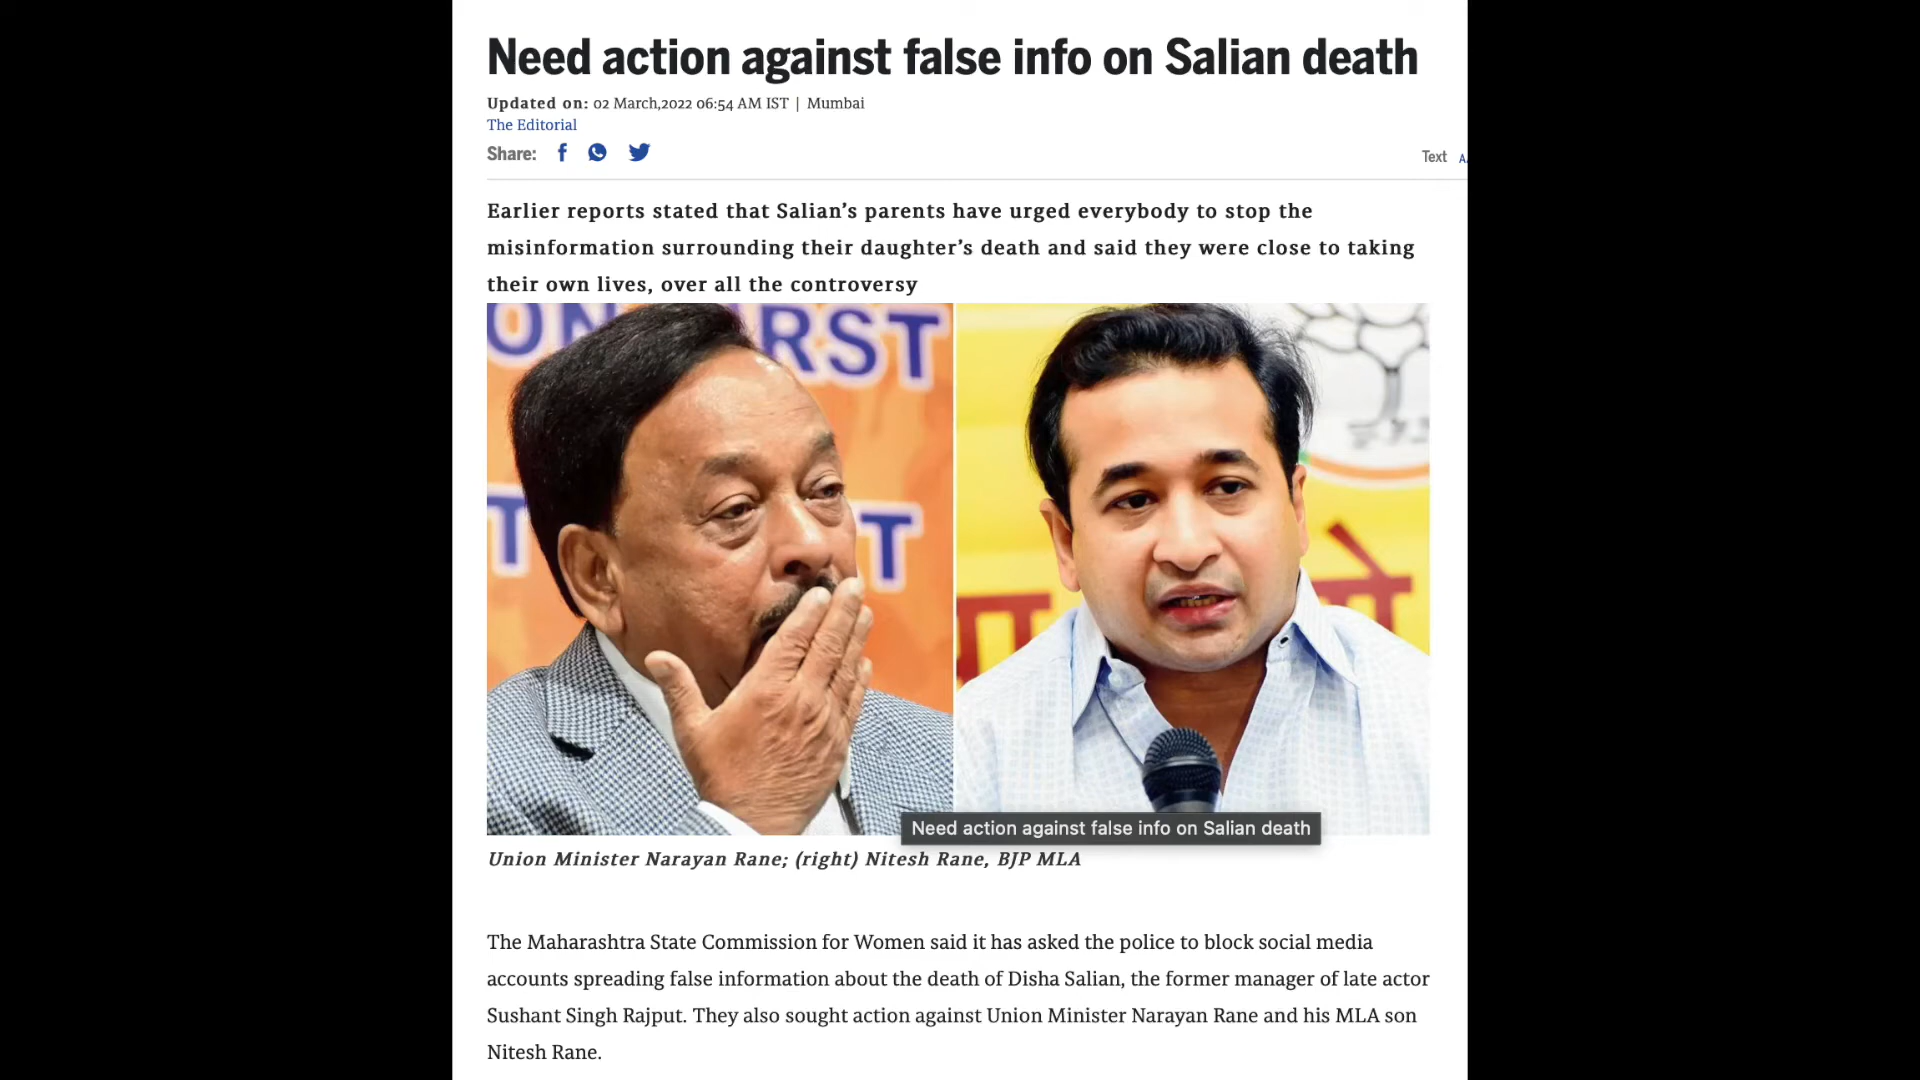 Need action against false info on Salian death
Updated on: 02 March,2022 06:54 AM IST | Mumbai
The Editorial
Share:
Text
Earlier reports stated that Salian’s parents have urged everybody to stop the
misinformation surrounding their daughter’s death and said they were close to taking
their own lives, over all the controversy
RST
T
T
Need action against false info on Salian death
Union Minister Narayan Rane; (right) Nitesh Rane, BJP MLA
The Maharashtra State Commission for Women said it has asked the police to block social media
accounts spreading false information about the death of Disha Salian, the former manager of late actor
Sushant Singh Rajput. They also sought action against Union Minister Narayan Rane and his MLA son
Nitesh Rane.